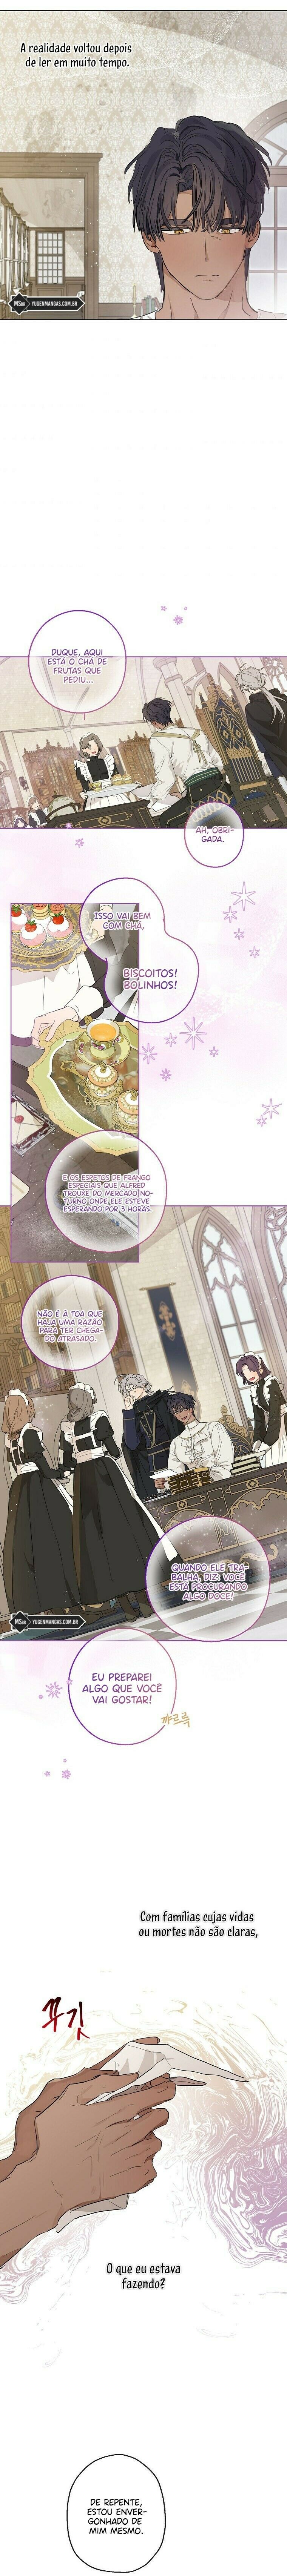 A realidade voltou depois
de ler em muito tempo.
MSBR YUGENMANGAS.COM.BR
DUQUE, AQUI
ESTÁ O CHÁ DE
FRUTAS QUE
PEDIU...
AH, OBRI-
GADA.
ISSO VAI BEM
COM CHÁ,
BISCOITOS!
BOLINHOS!
E OS ESPETOS DE FRANGO
ESPECIAIS QUE ALFRED
TROUXE DO MERCADO NO-
TURNO ONDE ELE ESTEVE
ESPERANDO POR 3 HORAS.
NÃO É À TOA QUE
HAJA UMA RAZÃO
PARA TER CHEGA-
DO ATRASADO.
QUANDO ELE TRA-
BALHA, DIZ: VOCÊ
ESTÁ PROCURANDO
ALGO DOCE!
MSBR YUGENMANGAS.COM.BR
EU PREPAREI
ALGO QUE VOCÊ
VAI GOSTAR!
꺄르륵
Com famílias cujas vidas
ou mortes não são claras,
O que eu estava
fazendo?
DE REPENTE,
ESTOU ENVER-
GONHADO DE
MIM MESMO.